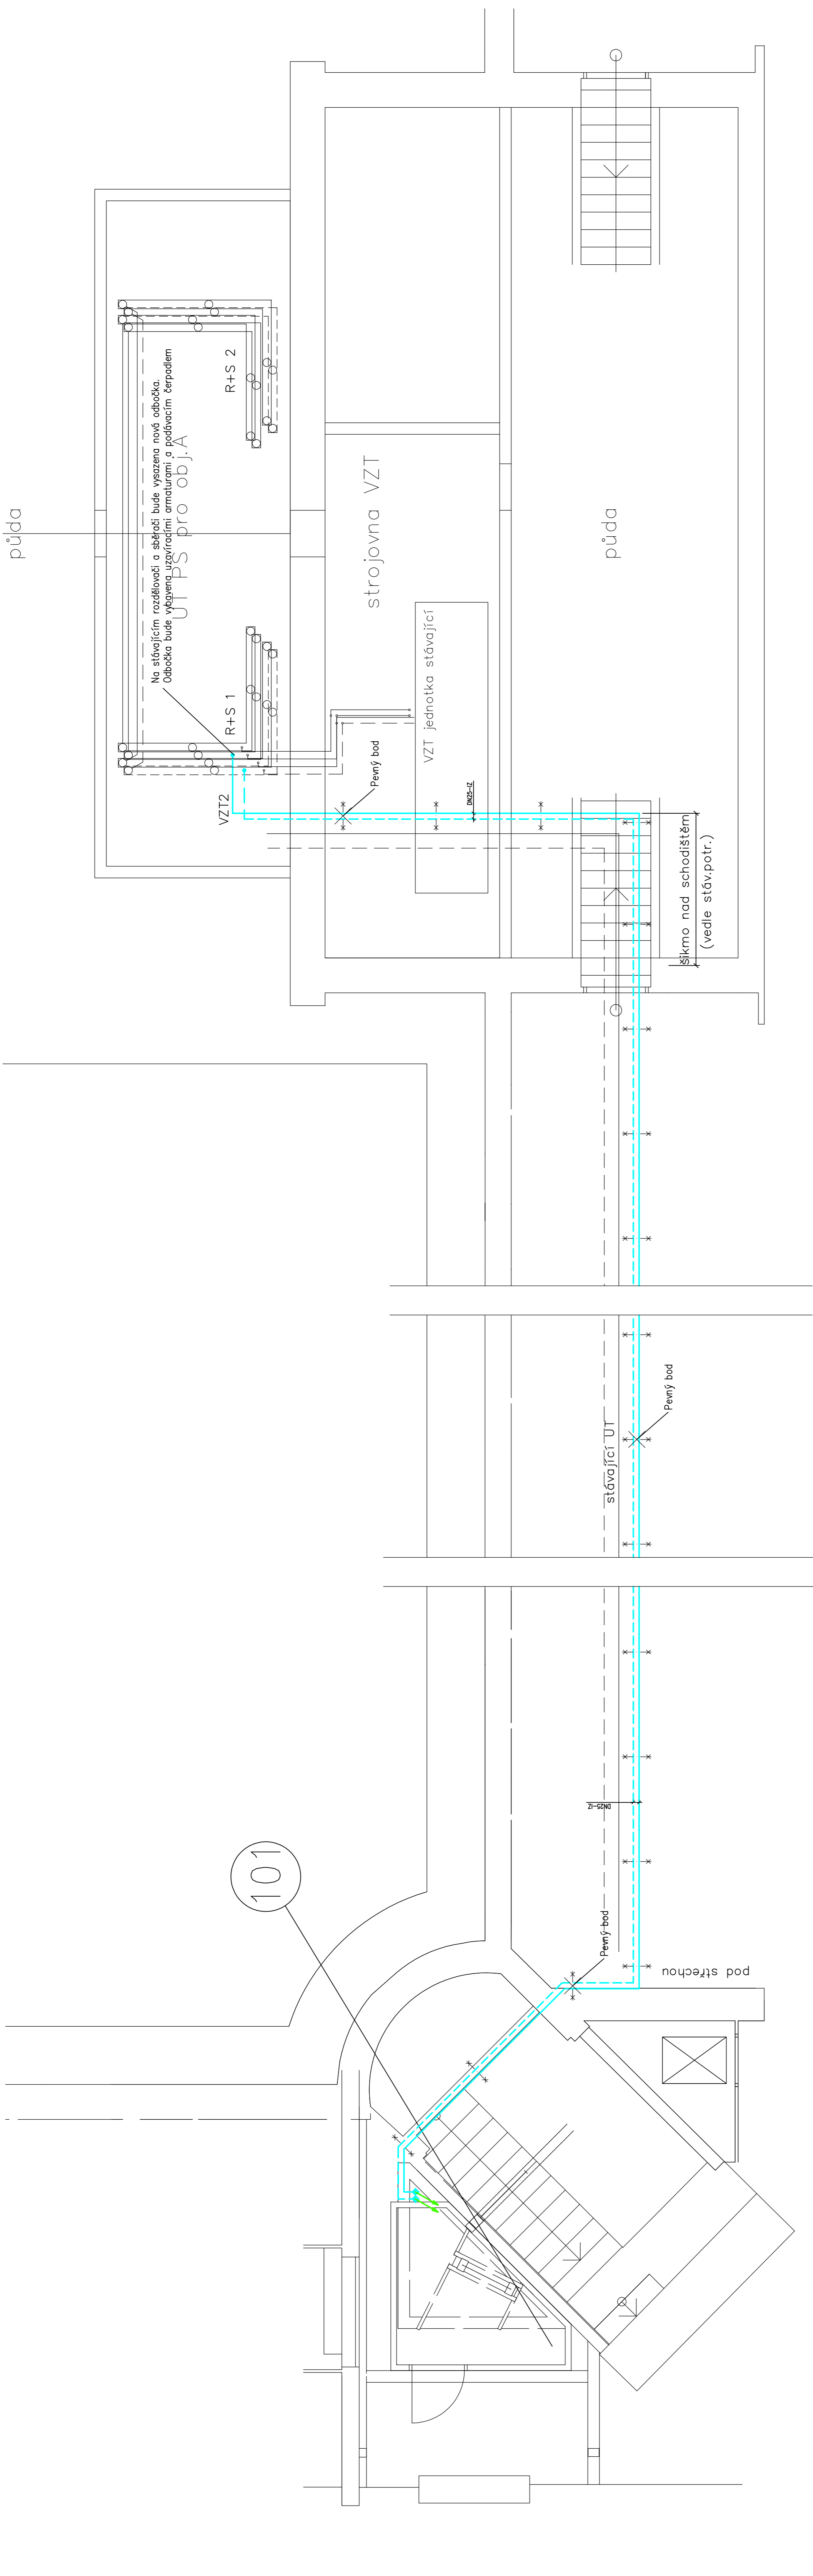 půda
Na stávajícím rozdělovači a sběrači bude vysazena nová odbočka.
Odbočka bude vybavena uzavíracími armaturami a podávacím čerpadlem
ÚT PS pro obj.A
R+S 2
R+S 1
VZT2
strojovna VZT
VZT jednotka stávající
Pevný bod
DN25-IZ
půda
šikmo nad schodištěm
(vedle stáv.potr.)
stávající ÚT
Pevný bod
DN25-IZ
101
Pevný bod
pod střechou